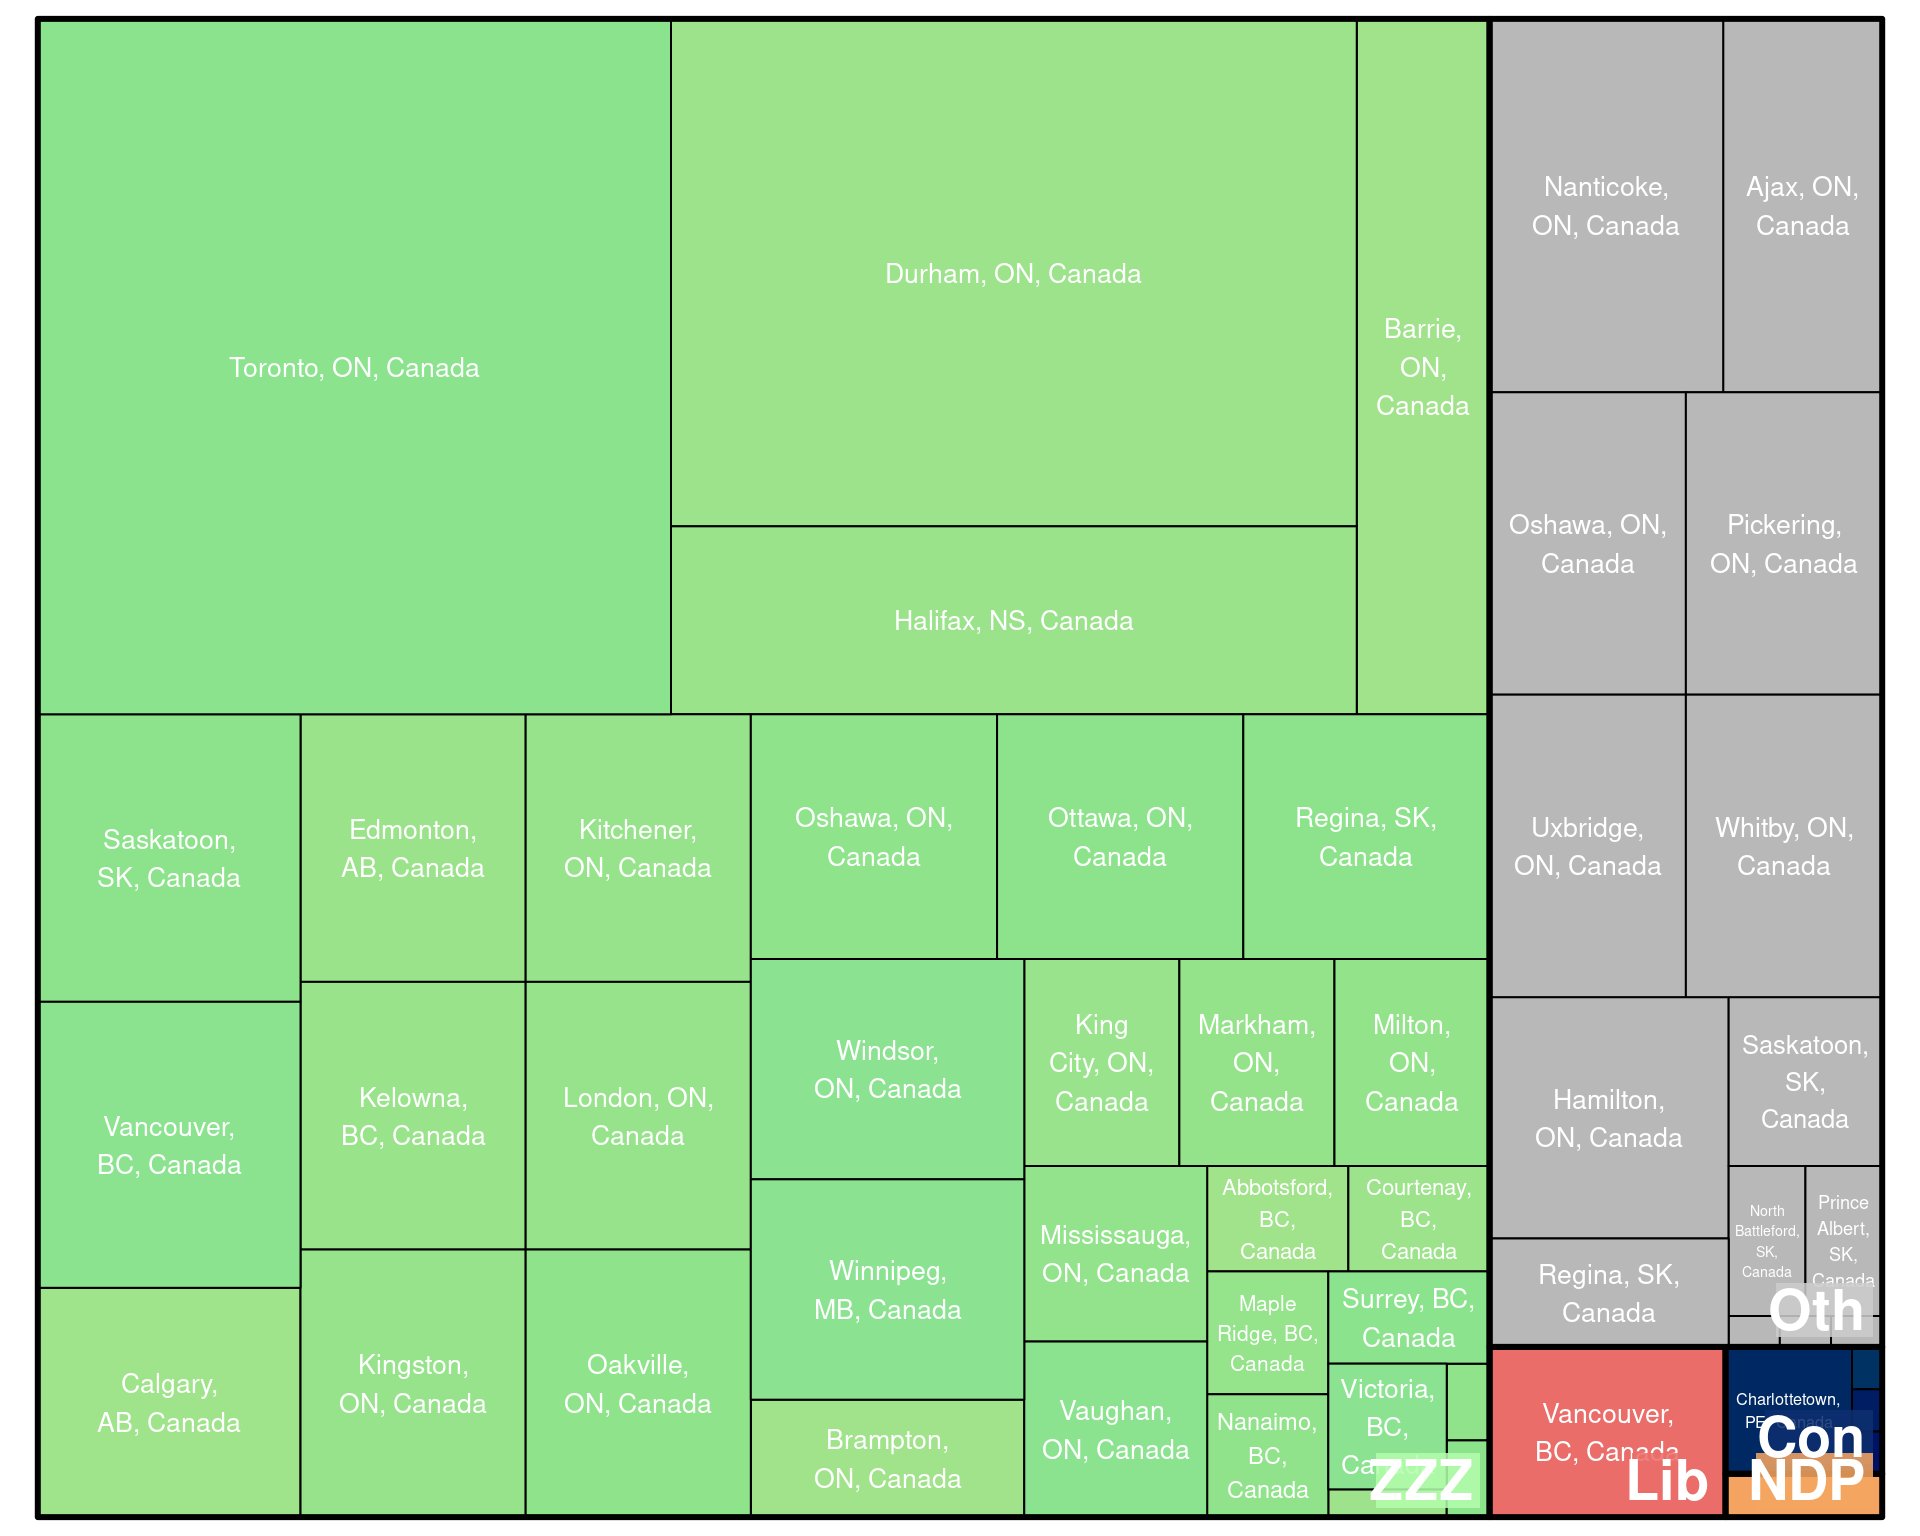 Toronto, ON, Canada
Durham, ON, Canada
Halifax, NS, Canada
Barrie,
ON,
Canada
Saskatoon,
SK, Canada
Vancouver,
BC, Canada
Calgary,
AB, Canada
Edmonton,
AB, Canada
Kitchener,
ON, Canada
Kelowna,
BC, Canada
London, ON,
Canada
Kingston,
ON, Canada
Oakville,
ON, Canada
Oshawa, ON,
Canada
Ottawa, ON,
Canada
Regina, SK,
Canada
Windsor,
ON, Canada
Winnipeg,
MB, Canada
Brampton,
ON, Canada
King
City, ON,
Canada
Markham,
ON,
Canada
Milton,
ON,
Canada
Mississauga,
ON, Canada
Vaughan,
ON, Canada
Abbotsford,
BC,
Canada
Courtenay,
BC,
Canada
Maple
Ridge, BC,
Canada
Nanaimo,
BC,
Canada
Surrey, BC,
Canada
Victoria,
BC,
Canada
ZZZ
Nanticoke,
ON, Canada
Ajax, ON,
Canada
Oshawa, ON,
Canada
Pickering,
ON, Canada
Uxbridge,
ON, Canada
Whitby, ON,
Canada
Hamilton,
ON, Canada
Regina, SK,
Canada
Saskatoon,
SK,
Canada
North
Battleford,
SK,
Canada
Prince
Albert,
SK,
Canada
Oth
Vancouver,
BC, Canada
Lib
Charlottetown,
PE, Canada
Con
NDP